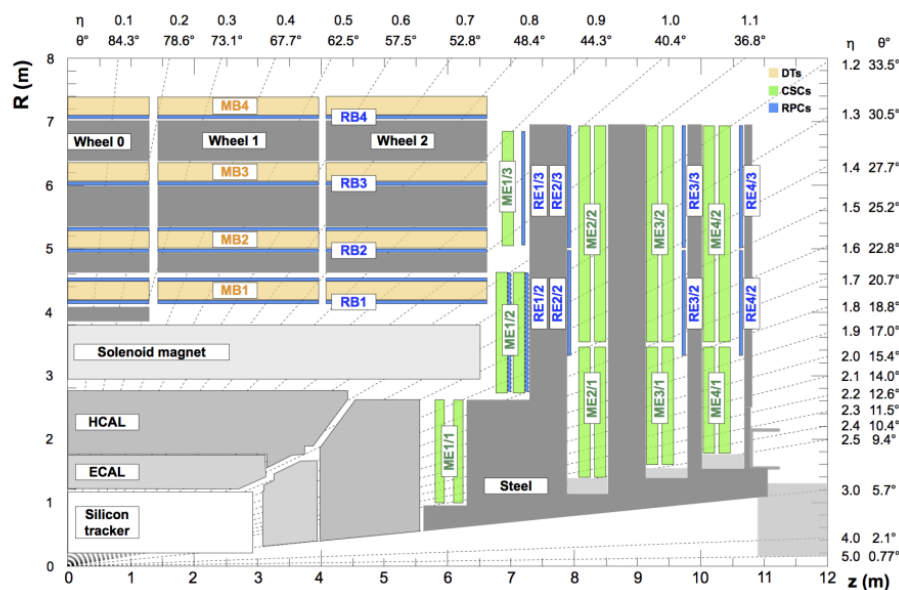 η 0.1 0.2 0.3 0.4 0.5 0.6 0.7 0.8 0.9 1.0 1.1
θ° 84.3° 78.6° 73.1° 67.7° 62.5° 57.5° 52.8° 48.4° 44.3° 40.4° 36.8° η θ°
R (m)
8
7
6
5
4
3
2
1
0
1.2 33.5°
1.3 30.5°
1.4 27.7°
1.5 25.2°
1.6 22.8°
1.7 20.7°
1.8 18.8°
1.9 17.0°
2.0 15.4°
2.1 14.0°
2.2 12.6°
2.3 11.5°
2.4 10.4°
2.5 9.4°
3.0 5.7°
4.0 2.1°
5.0 0.77°
DTs
CSCs
RPCs
MB4
RB4
Wheel 0 Wheel 1 Wheel 2
MB3
RB3
MB2
RB2
MB1
RB1
Solenoid magnet
HCAL
ECAL
Silicon
tracker
Steel
ME1/3
RE1/3
RE2/3
ME2/2
ME3/2
RE3/3
ME4/2
RE4/3
ME1/2
RE1/2
RE2/2
RE3/2
RE4/2
ME1/1
ME2/1
ME3/1
ME4/1
0 1 2 3 4 5 6 7 8 9 10 11 12
z (m)